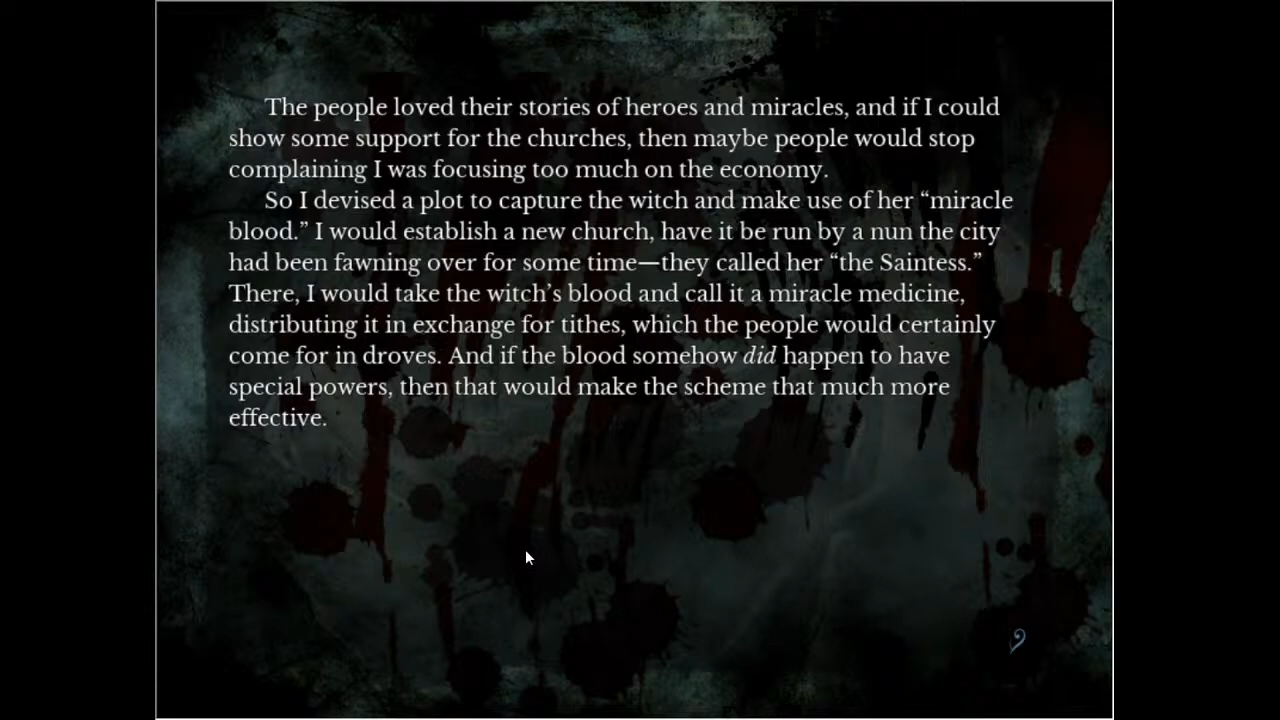 The people loved their stories of heroes and miracles, and if I could
show some support for the churches, then maybe people would stop
complaining I was focusing too much on the economy.
So I devised a plot to capture the witch and make use of her “miracle
blood.” I would establish a new church, have it be run by a nun the city
had been fawning over for some time—they called her “the Saintess.”
There, I would take the witch’s blood and call it a miracle medicine,
distributing it in exchange for tithes, which the people would certainly
come for in droves. And if the blood somehow did happen to have
special powers, then that would make the scheme that much more
effective.